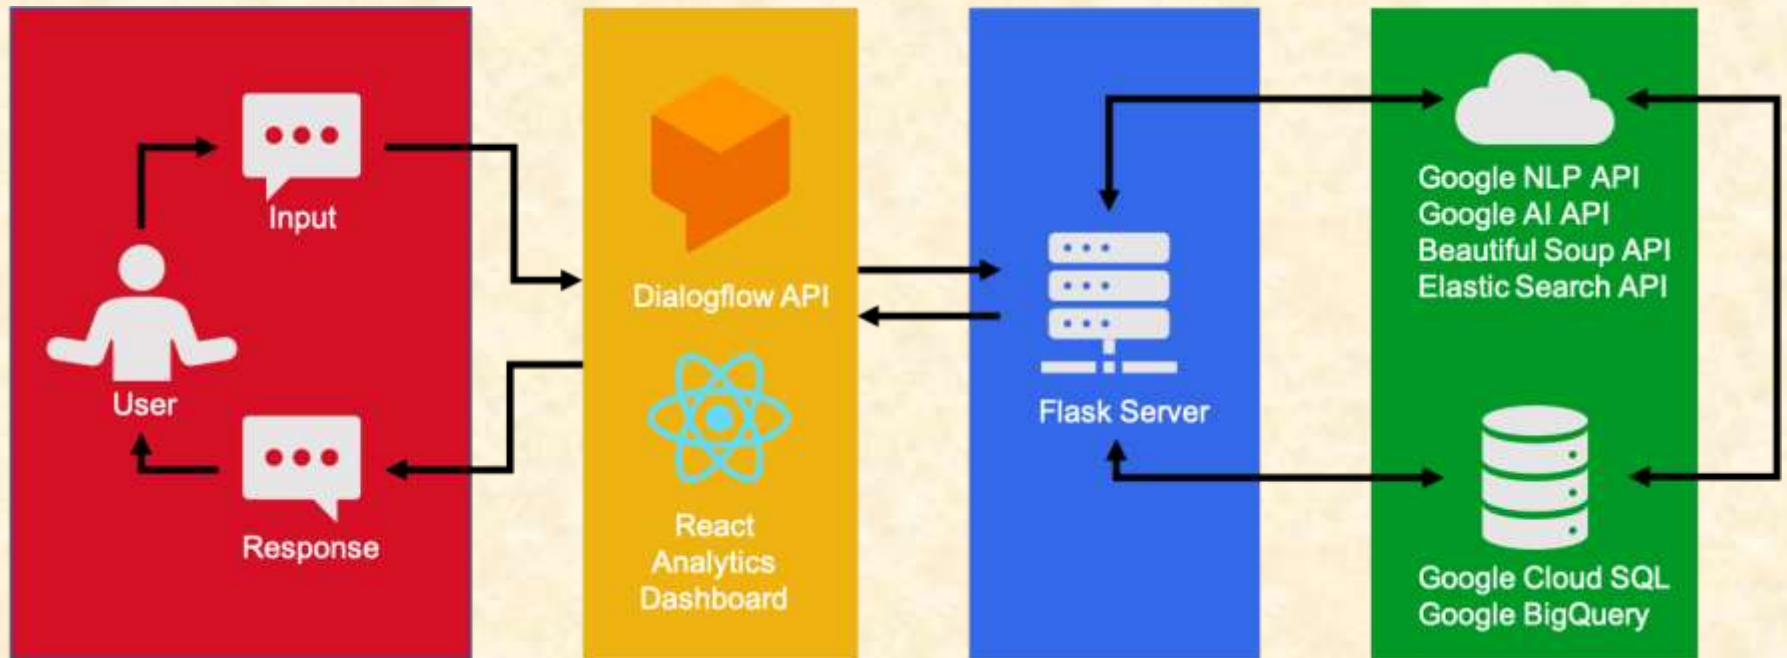 Input
User
Response
Dialogflow API
React
Analytics
Dashboard
Flask Server
Google NLP API
Google AI API
Beautiful Soup API
Elastic Search API
Google Cloud SQL
Google BigQuery